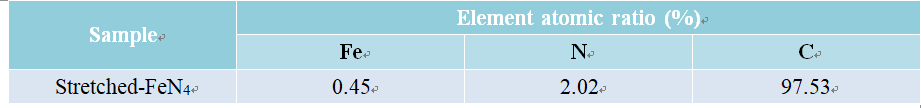 Sample
Element atomic ratio (%)
Fe
N
C
Stretched-FeN₄
0.45
2.02
97.53